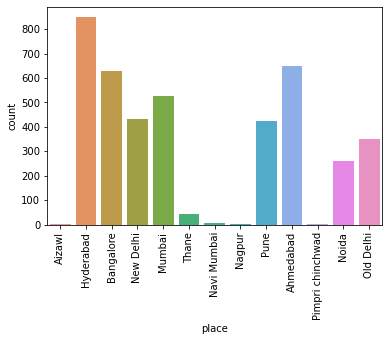 800
700
600
500
400
300
200
100
0
count
Aizawl
Hyderabad
Bangalore
New Delhi
Mumbai
Thane
Navi Mumbai
Nagpur
Pune
Ahmedabad
Pimpri chinchwad
Noida
Old Delhi
place